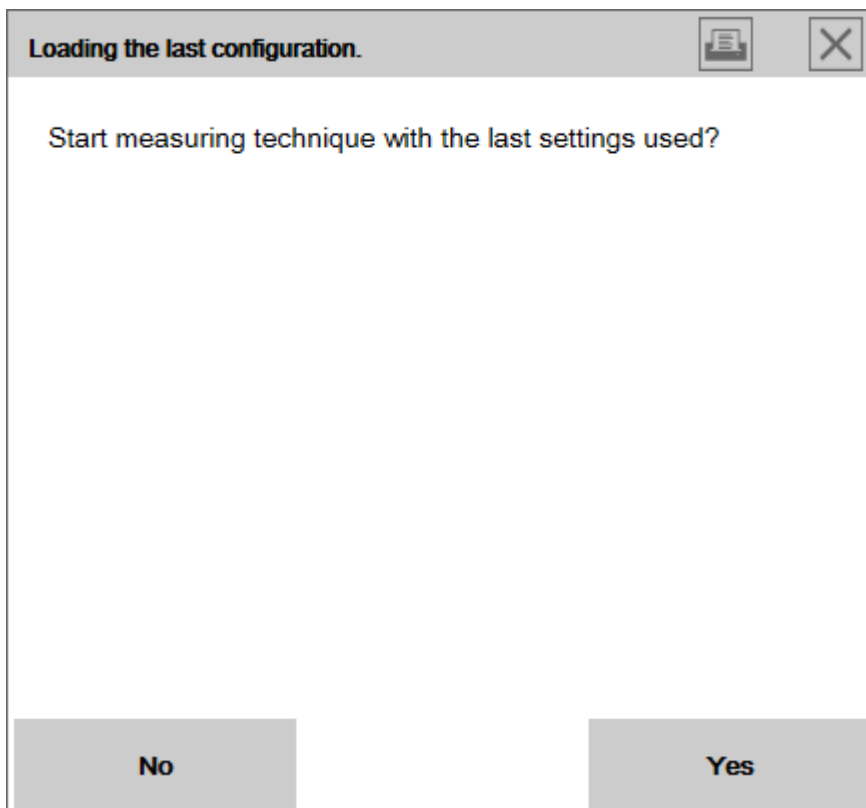 Loading the last configuration.
Start measuring technique with the last settings used?
No
Yes